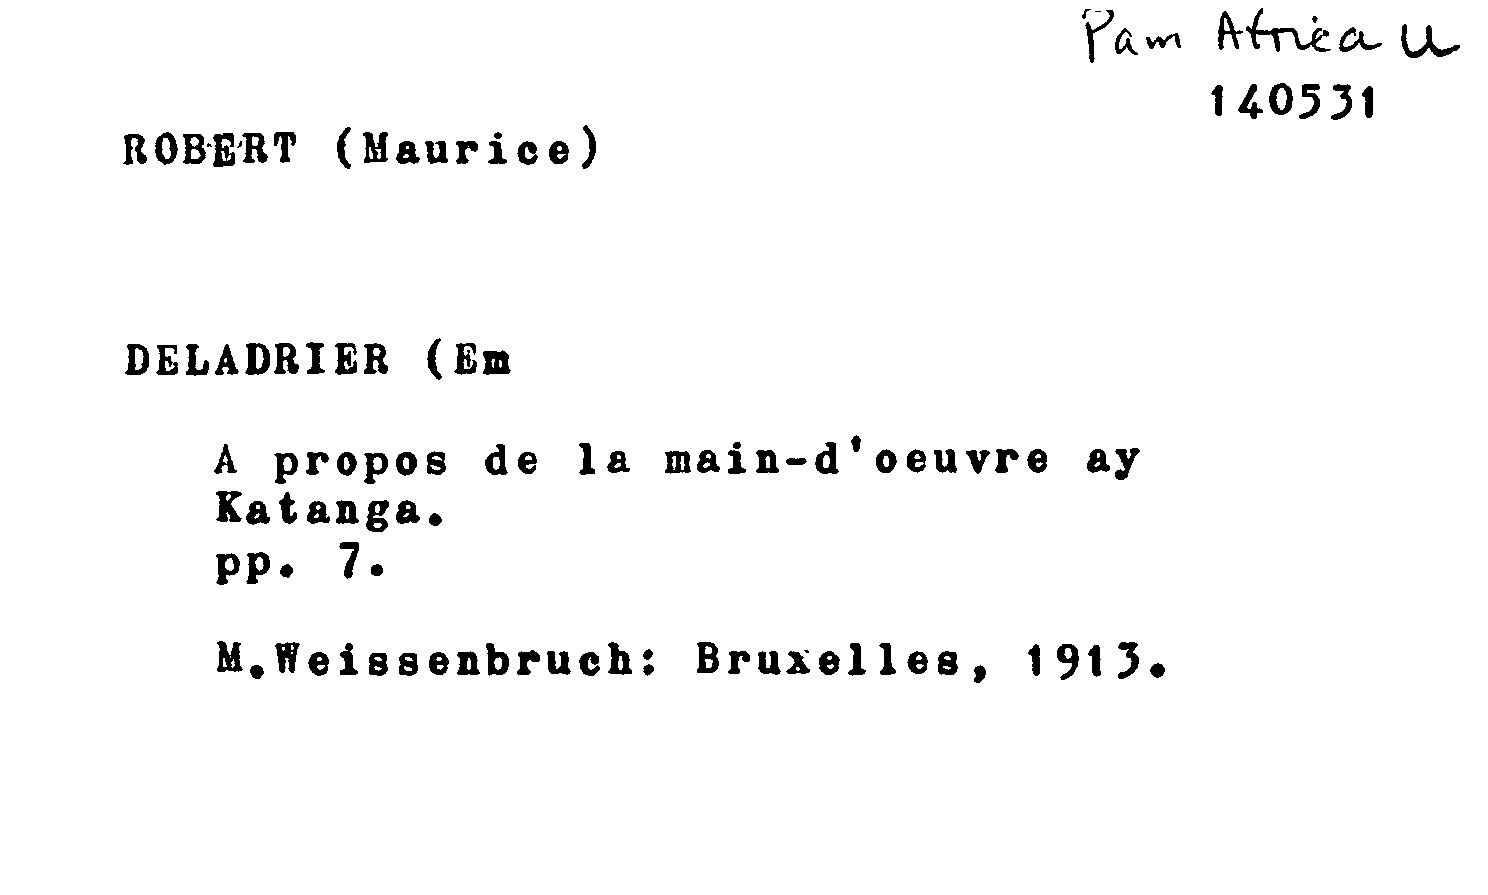 Pam Africa U
140531
ROBERT (Maurice)
DELADRIER (Em
A propos de la main-d'oeuvre ay
Katanga.
pp. 7.
M.Weissenbruch: Bruxelles, 1913.